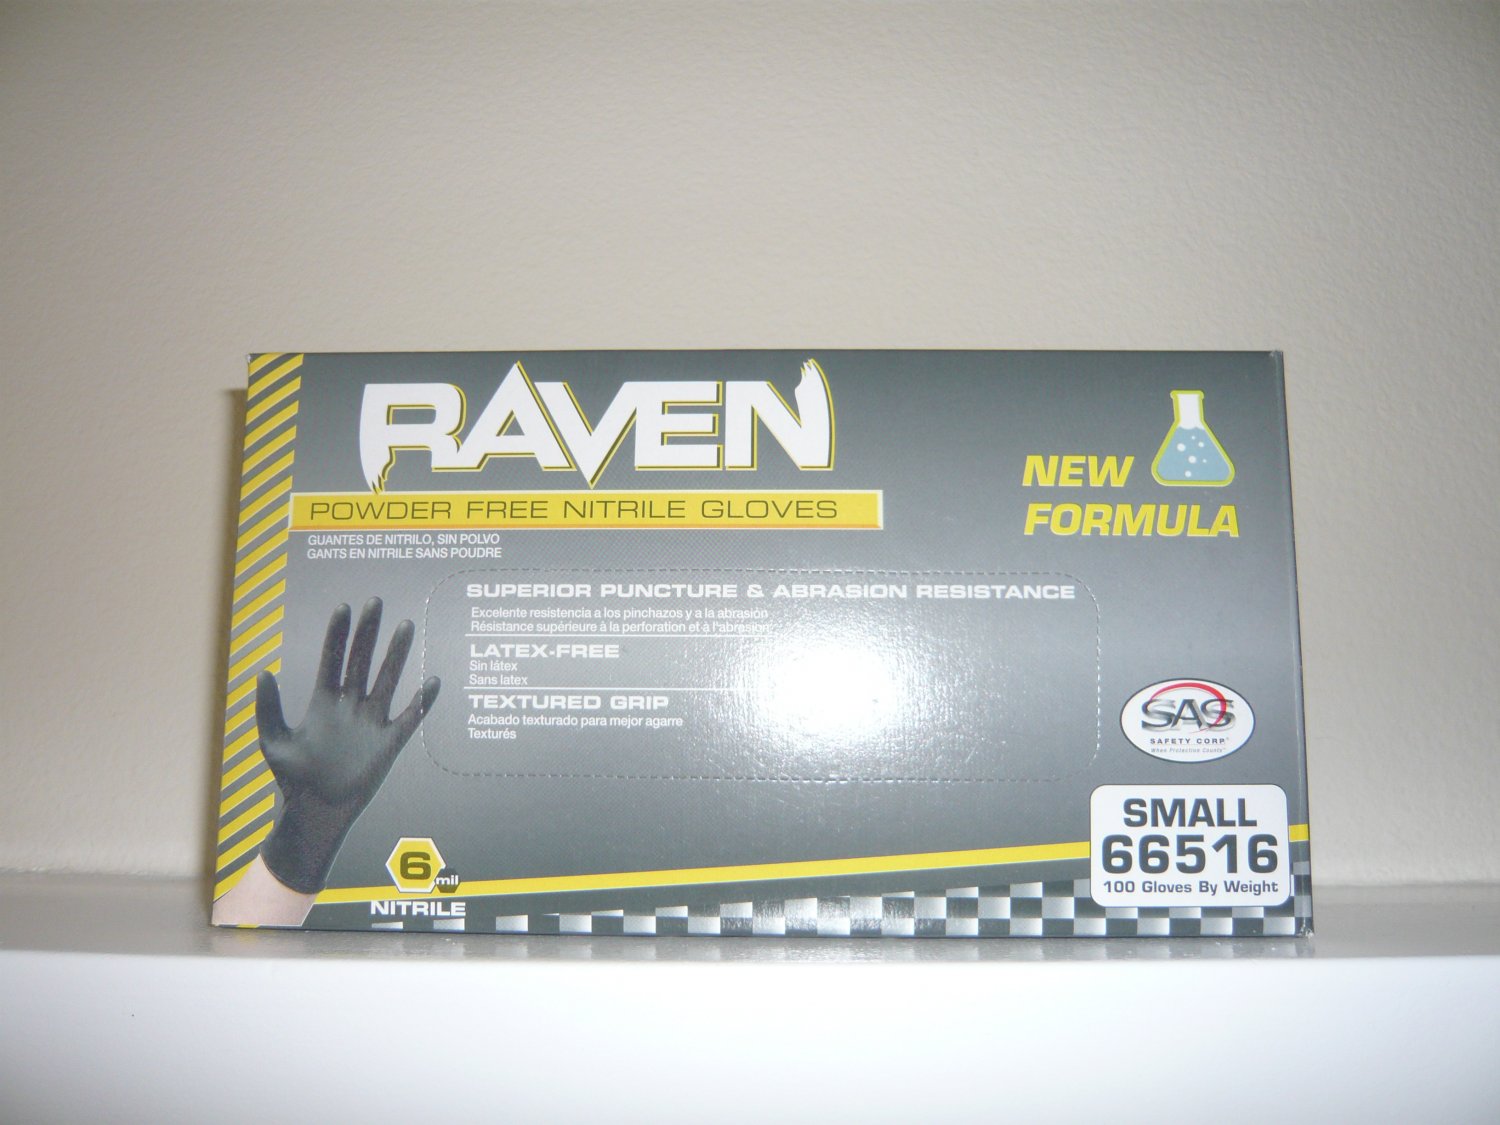 RAVEN
POWDER FREE NITRILE GLOVES
GUANTES DE NITRILO, SIN POLVO
GANTS EN NITRILE SANS POUDRE
NEW
FORMULA
SUPERIOR PUNCTURE & ABRASION RESISTANCE
Excelente resistencia a los pinchazos y a la abrasión
Résistance supérieure à la perforation et à l'abrasion
LATEX-FREE
Sin látex
Sans latex
TEXTURED GRIP
Acabado texturado para mejor agarre
Texturés
SAS
SAFETY CORP.
When Protection Counts
6 mil
NITRILE
SMALL
66516
100 Gloves By Weight